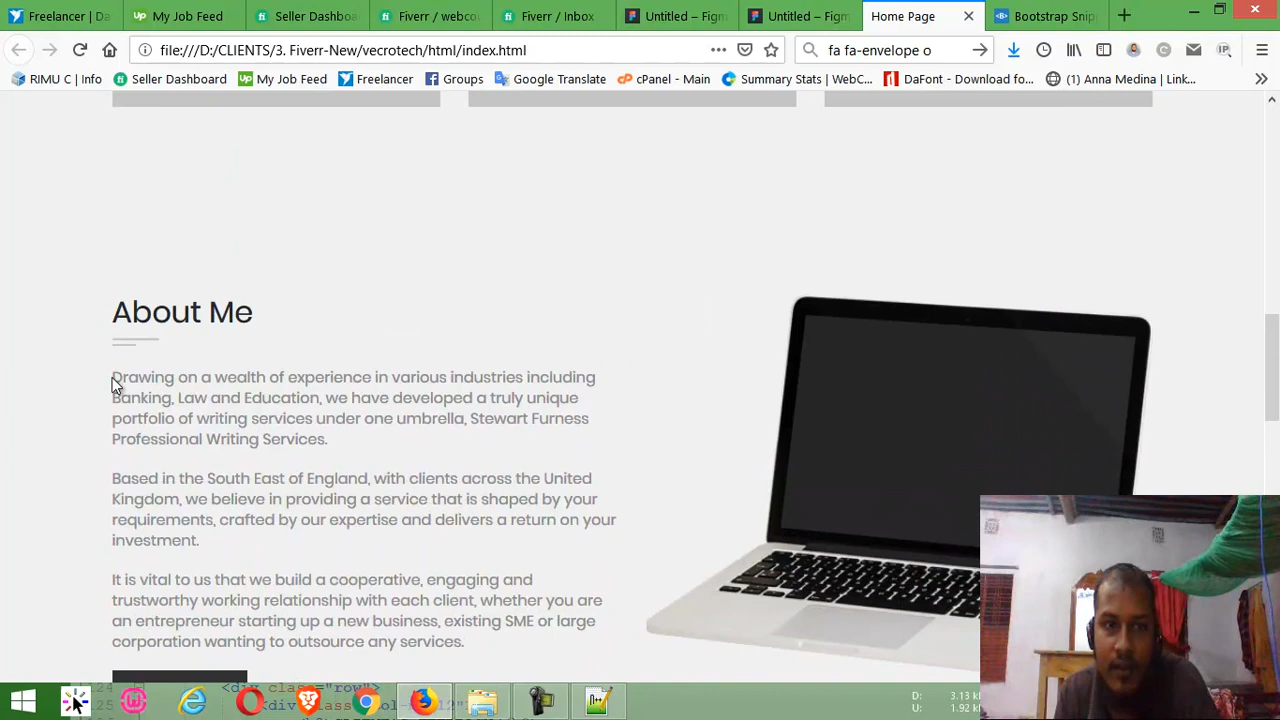 Freelancer | D
My Job Feed
Seller Dashbo
Fiverr / webco
Fiverr / Inbox
Untitled – Figm
Untitled – Figm
Home Page
Bootstrap Snip
file:///D:/CLIENTS/3. Fiverr-New/vecrotech/html/index.html
fa fa-envelope o
RIMU C | Info
Seller Dashboard
My Job Feed
Freelancer
Groups
Google Translate
cPanel - Main
Summary Stats | WebC...
DaFont - Download fo...
(1) Anna Medina | Link...
About Me
Drawing on a wealth of experience in various industries including
Banking, Law and Education, we have developed a truly unique
portfolio of writing services under one umbrella, Stewart Furness
Professional Writing Services.
Based in the South East of England, with clients across the United
Kingdom, we believe in providing a service that is shaped by your
requirements, crafted by our expertise and delivers a return on your
investment.
It is vital to us that we build a cooperative, engaging and
trustworthy working relationship with each client, whether you are
an entrepreneur starting up a new business, existing SME or large
corporation wanting to outsource any services.
<div class="row">
D: 3.13 k
U: 1.92 k